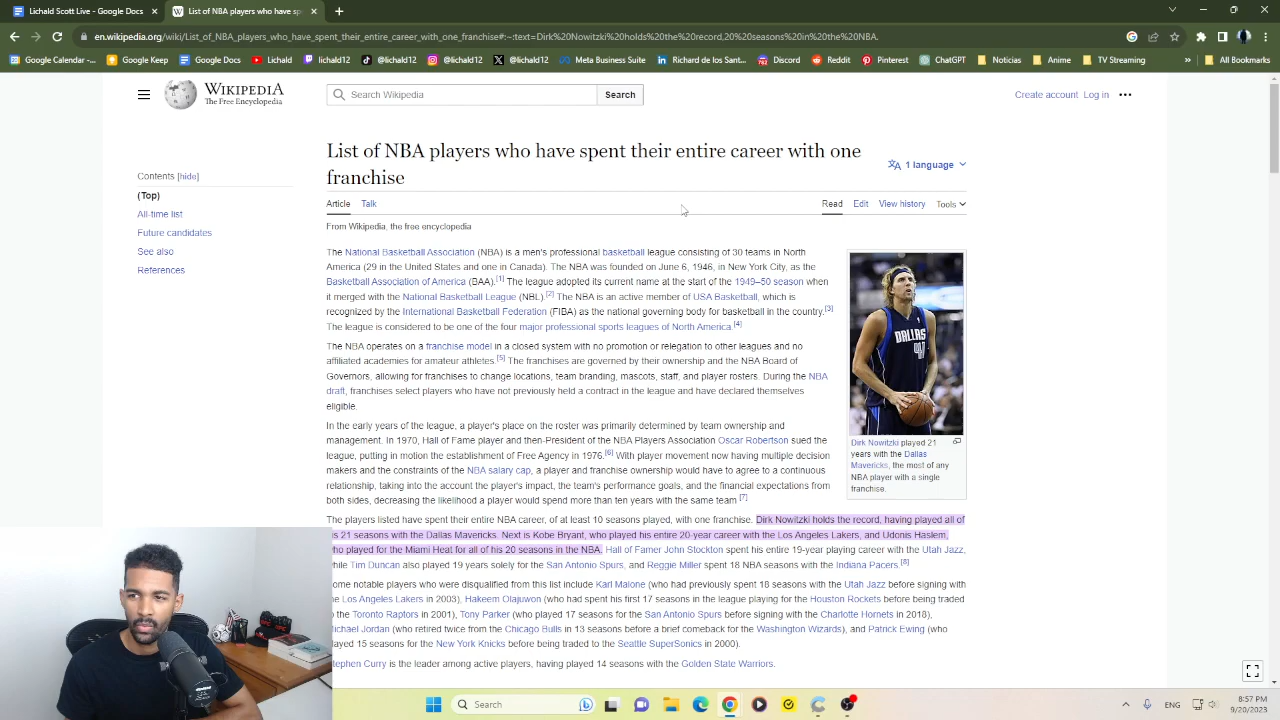 Lichald Scott Live - Google Docs
List of NBA players who have sp
en.wikipedia.org/wiki/List_of_NBA_players_who_have_spent_their_entire_career_with_one_franchise#:~:text=Dirk%20Nowitzki%20holds%20the%20record,20%20seasons%20in%20the%20NBA.
Google Calendar -...
Google Keep
Google Docs
Lichald
lichald12
@lichald12
@lichald12
@lichald12
Meta Business Suite
Richard de los Sant...
Discord
Reddit
Pinterest
ChatGPT
Noticias
Anime
TV Streaming
»
All Bookmarks
WIKIPEDIA
The Free Encyclopedia
Search Wikipedia
Search
Create account
Log in
Contents [hide]
(Top)
All-time list
Future candidates
See also
References
List of NBA players who have spent their entire career with one
franchise
1 language
Article
Talk
Read
Edit
View history
Tools
From Wikipedia, the free encyclopedia
The National Basketball Association (NBA) is a men's professional basketball league consisting of 30 teams in North
America (29 in the United States and one in Canada). The NBA was founded on June 6, 1946, in New York City, as the
Basketball Association of America (BAA).[1] The league adopted its current name at the start of the 1949–50 season when
it merged with the National Basketball League (NBL).[2] The NBA is an active member of USA Basketball, which is
recognized by the International Basketball Federation (FIBA) as the national governing body for basketball in the country.[3]
The league is considered to be one of the four major professional sports leagues of North America.[4]
The NBA operates on a franchise model in a closed system with no promotion or relegation to other leagues and no
affiliated academies for amateur athletes.[5] The franchises are governed by their ownership and the NBA Board of
Governors, allowing for franchises to change locations, team branding, mascots, staff, and player rosters. During the NBA
draft, franchises select players who have not previously held a contract in the league and have declared themselves
eligible.
In the early years of the league, a player's place on the roster was primarily determined by team ownership and
management. In 1970, Hall of Fame player and then-President of the NBA Players Association Oscar Robertson sued the
league, putting in motion the establishment of Free Agency in 1976.[6] With player movement now having multiple decision
makers and the constraints of the NBA salary cap, a player and franchise ownership would have to agree to a continuous
relationship, taking into the account the player's impact, the team's performance goals, and the financial expectations from
both sides, decreasing the likelihood a player would spend more than ten years with the same team [7]
DALLAS
41
Dirk Nowitzki played 21
years with the Dallas
Mavericks, the most of any
NBA player with a single
franchise.
The players listed have spent their entire NBA career, of at least 10 seasons played, with one franchise. Dirk Nowitzki holds the record, having played all of
is 21 seasons with the Dallas Mavericks. Next is Kobe Bryant, who played his entire 20-year career with the Los Angeles Lakers, and Udonis Haslem,
who played for the Miami Heat for all of his 20 seasons in the NBA. Hall of Famer John Stockton spent his entire 19-year playing career with the Utah Jazz,
while Tim Duncan also played 19 years solely for the San Antonio Spurs, and Reggie Miller spent 18 NBA seasons with the Indiana Pacers.[8]
ome notable players who were disqualified from this list include Karl Malone (who had previously spent 18 seasons with the Utah Jazz before signing with
he Los Angeles Lakers in 2003), Hakeem Olajuwon (who had spent his first 17 seasons in the league playing for the Houston Rockets before being traded
o the Toronto Raptors in 2001), Tony Parker (who played 17 seasons for the San Antonio Spurs before signing with the Charlotte Hornets in 2018),
Michael Jordan (who retired twice from the Chicago Bulls in 13 seasons before a brief comeback for the Washington Wizards), and Patrick Ewing (who
layed 15 seasons for the New York Knicks before being traded to the Seattle SuperSonics in 2000).
tephen Curry is the leader among active players, having played 14 seasons with the Golden State Warriors.
Search
8:57 PM
9/20/2023